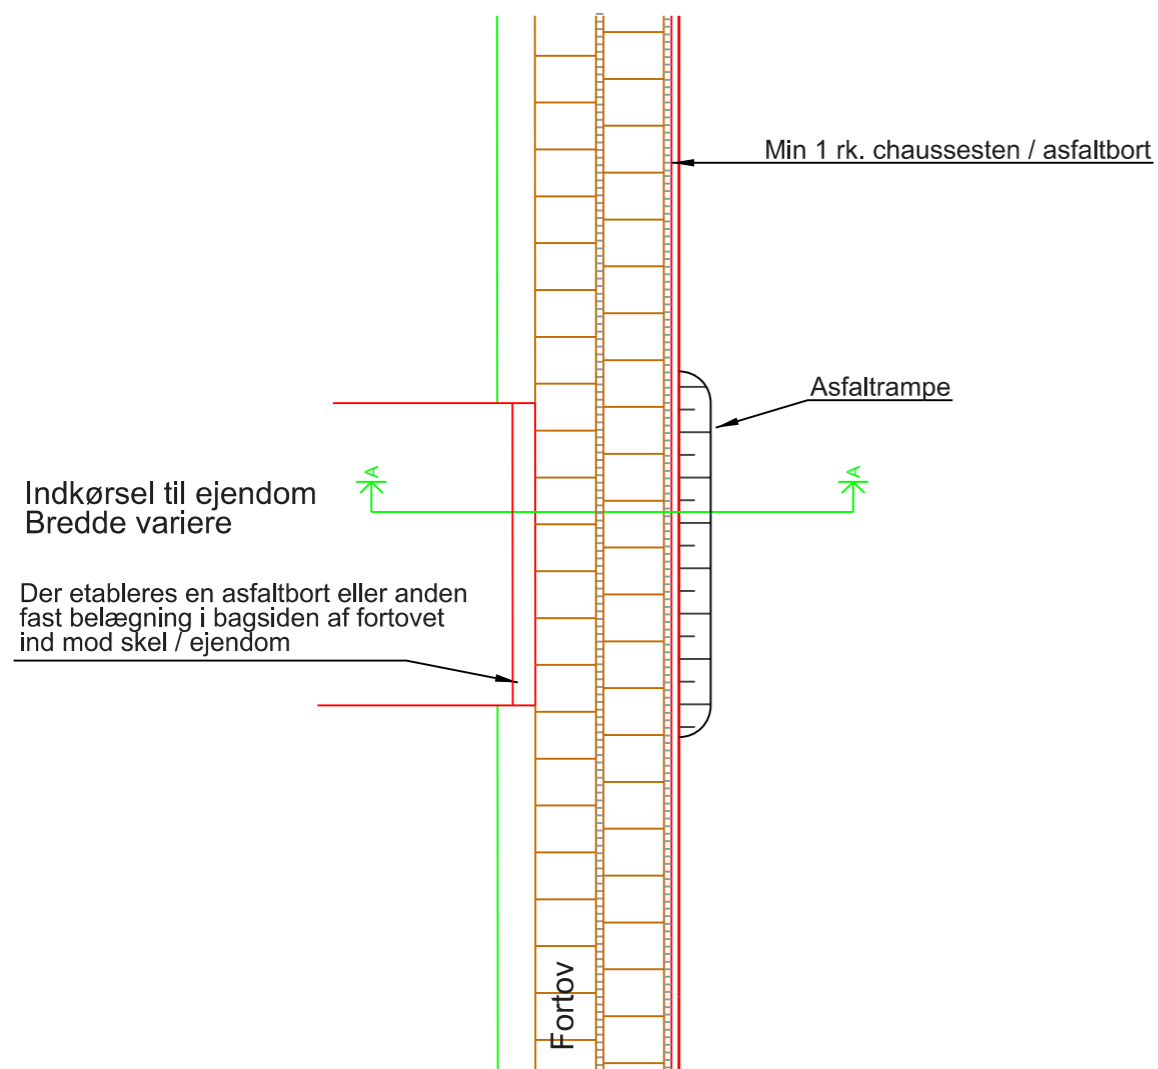 Min 1 rk. chaussesten / asfaltbort
Asfaltrampe
A
A
Indkørsel til ejendom
Bredde variere
Der etableres en asfaltbort eller anden
fast belægning i bagsiden af fortovet
ind mod skel / ejendom
Fortov